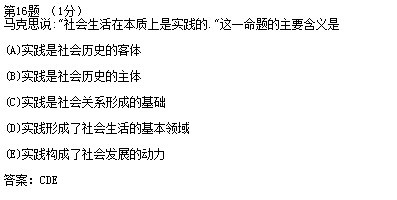 第16题 （1分）
马克思说:“社会生活在本质上是实践的.“这一命题的主要含义是
(A)实践是社会历史的客体
(B)实践是社会历史的主体
(C)实践是社会关系形成的基础
(D)实践形成了社会生活的基本领域
(E)实践构成了社会发展的动力
答案：CDE